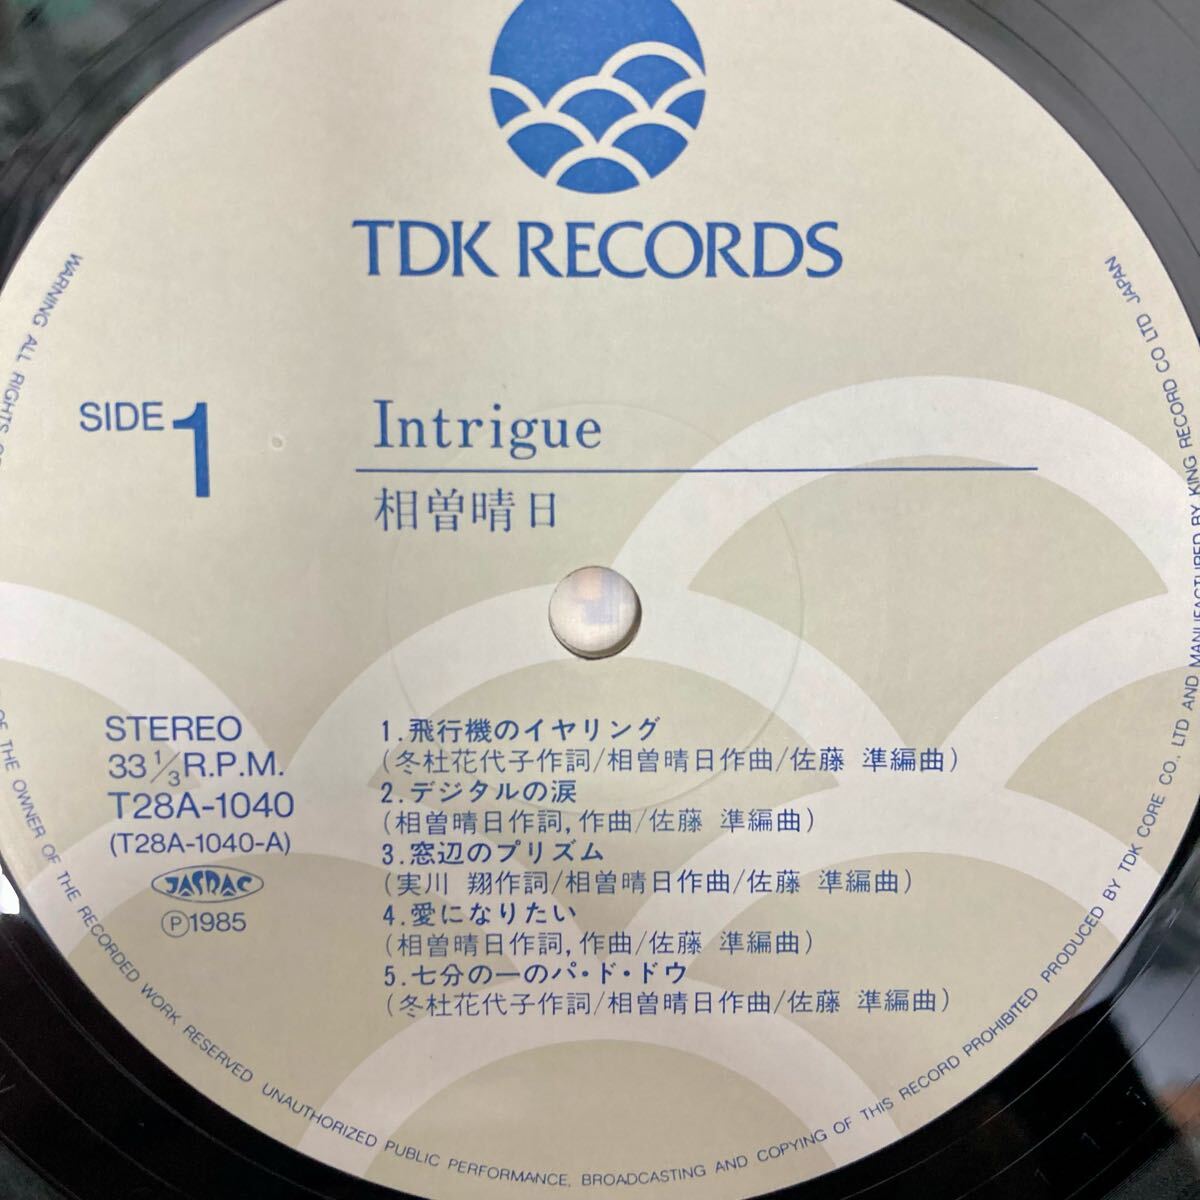 TDK RECORDS
SIDE 1
Intrigue
相曽晴日
STEREO
33 1/3 R.P.M.
T28A-1040
(T28A-1040-A)
JASRAC
Ⓟ1985
1.飛行機のイヤリング
(冬杜花代子作詞/相曽晴日作曲/佐藤 準編曲)
2.デジタルの涙
(相曽晴日作詞,作曲/佐藤 準編曲)
3.窓辺のプリズム
(実川 翔作詞/相曽晴日作曲/佐藤 準編曲)
4.愛になりたい
(相曽晴日作詞,作曲/佐藤 準編曲)
5.七分の一のパ・ド・ドウ
(冬杜花代子作詞/相曽晴日作曲/佐藤 準編曲)
WARNING ALL RIGHTS OF THE OWNER OF THE RECORDED WORK RESERVED UNAUTHORIZED PUBLIC PERFORMANCE, BROADCASTING AND COPYING OF THIS RECORD PROHIBITED PRODUCED BY TDK CORE CO., LTD AND MANUFACTURED BY KING RECORD CO LTD JAPAN